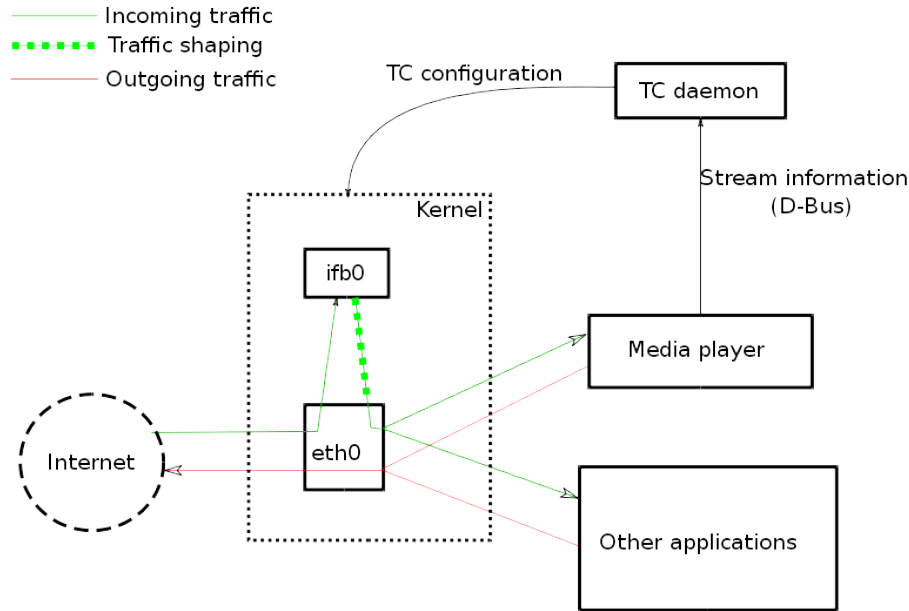 Incoming traffic
Traffic shaping
Outgoing traffic
TC configuration
TC daemon
Stream information
(D-Bus)
Kernel
ifb0
Media player
eth0
Internet
Other applications